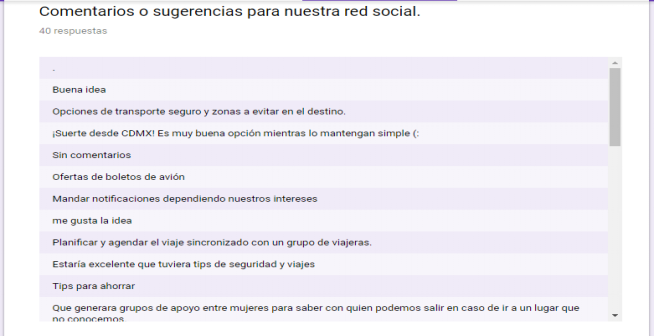 Comentarios o sugerencias para nuestra red social.
40 respuestas
.
Buena idea
Opciones de transporte seguro y zonas a evitar en el destino.
¡Suerte desde CDMX! Es muy buena opción mientras lo mantengan simple (:
Sin comentarios
Ofertas de boletos de avión
Mandar notificaciones dependiendo nuestros intereses
me gusta la idea
Planificar y agendar el viaje sincronizado con un grupo de viajeras.
Estaría excelente que tuviera tips de seguridad y viajes
Tips para ahorrar
Que generara grupos de apoyo entre mujeres para saber con quien podemos salir en caso de ir a un lugar que
no conocemos